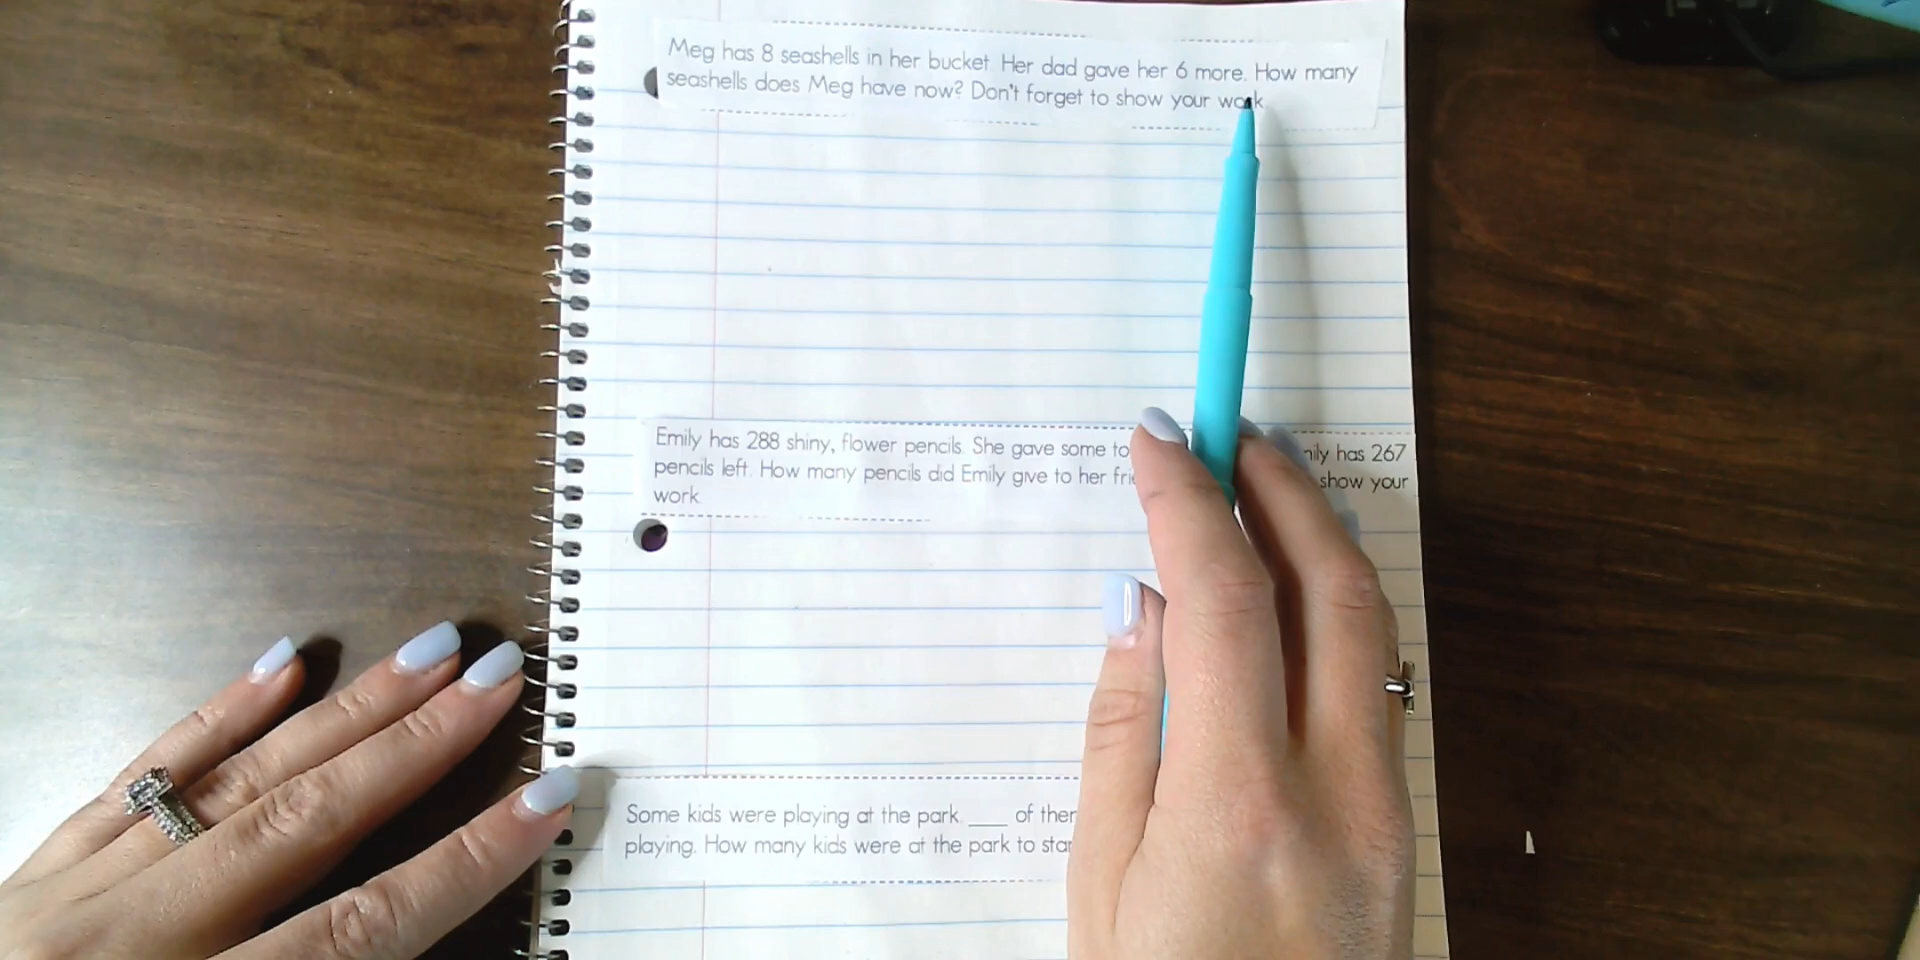 Meg has 8 seashells in her bucket. Her dad gave her 6 more. How many
seashells does Meg have now? Don't forget to show your work.
Emily has 288 shiny, flower pencils. She gave some to has 267
pencils left. How many pencils did Emily give to her show your
work.
Some kids were playing at the park. ___ of
playing. How many kids were at the park to